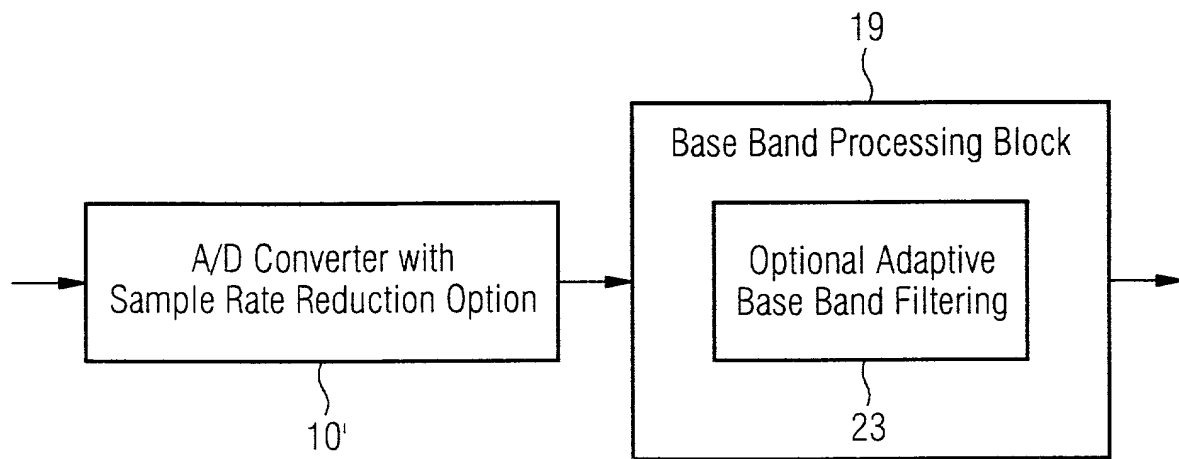 19
Base Band Processing Block
A/D Converter with
Sample Rate Reduction Option
Optional Adaptive
Base Band Filtering
10'
23